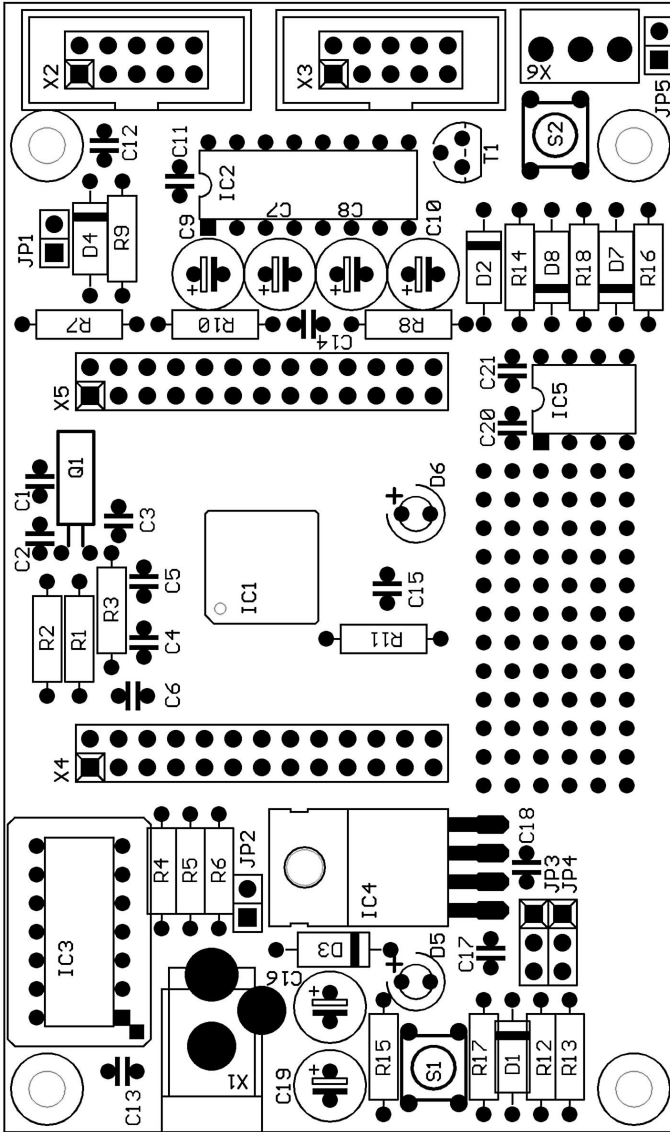 X2
X3
X6
JP5
C12
C11
IC2
T1
S2
JP1
D4
R9
C9
C7
C8
C10
D2
R14
D8
R18
D7
R16
+
+
+
+
R7
R10
C14
R8
X5
C21
C20
IC5
C1
Q1
C2
C3
D6
+
R2
R1
R3
C5
C4
C6
IC1
C15
R11
X4
IC3
R4
R5
R6
JP2
IC4
C18
JP3
JP4
D3
D5
+
C17
C16
+
C13
X1
C19
+
R15
S1
R17
D1
R12
R13